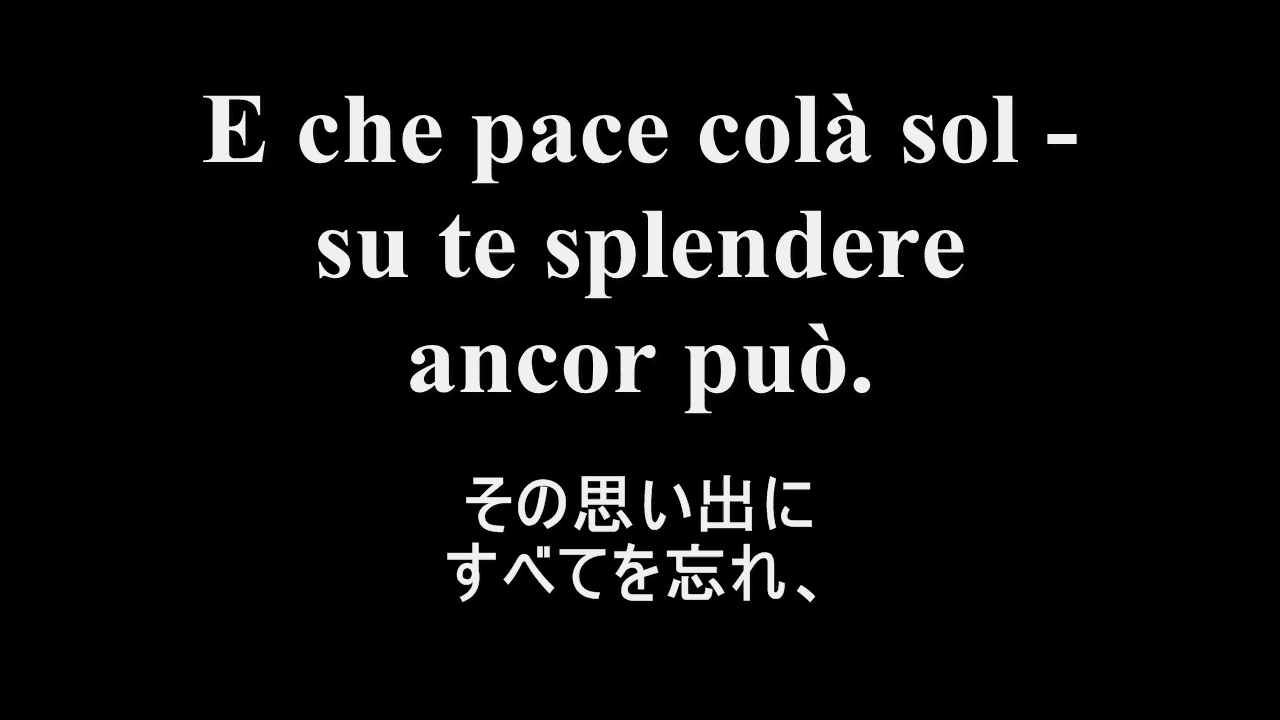 E che pace colà sol -
su te splendere
ancor può.
その思い出に
すべてを忘れ、